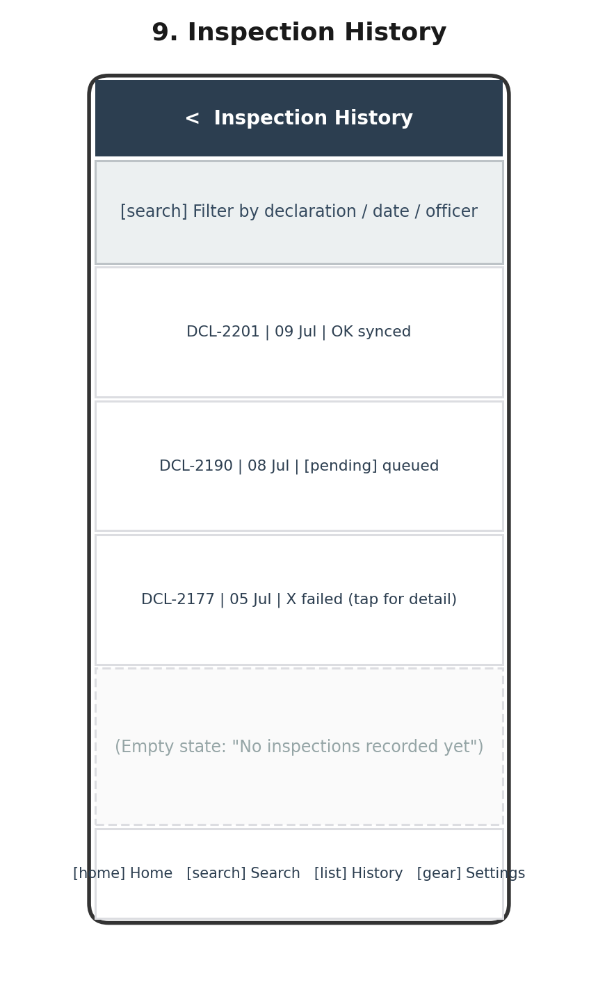 9. Inspection History
< Inspection History
[search] Filter by declaration / date / officer
DCL-2201 | 09 Jul | OK synced
DCL-2190 | 08 Jul | [pending] queued
DCL-2177 | 05 Jul | X failed (tap for detail)
(Empty state: "No inspections recorded yet")
[home] Home [search] Search [list] History [gear] Settings